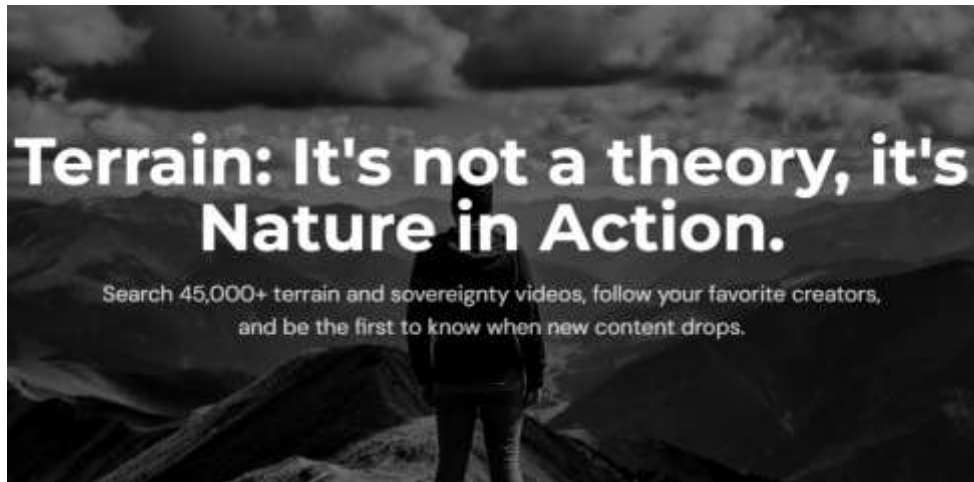 Terrain: It's not a theory, it's
Nature in Action.
Search 45,000+ terrain and sovereignty videos, follow your favorite creators,
and be the first to know when new content drops.